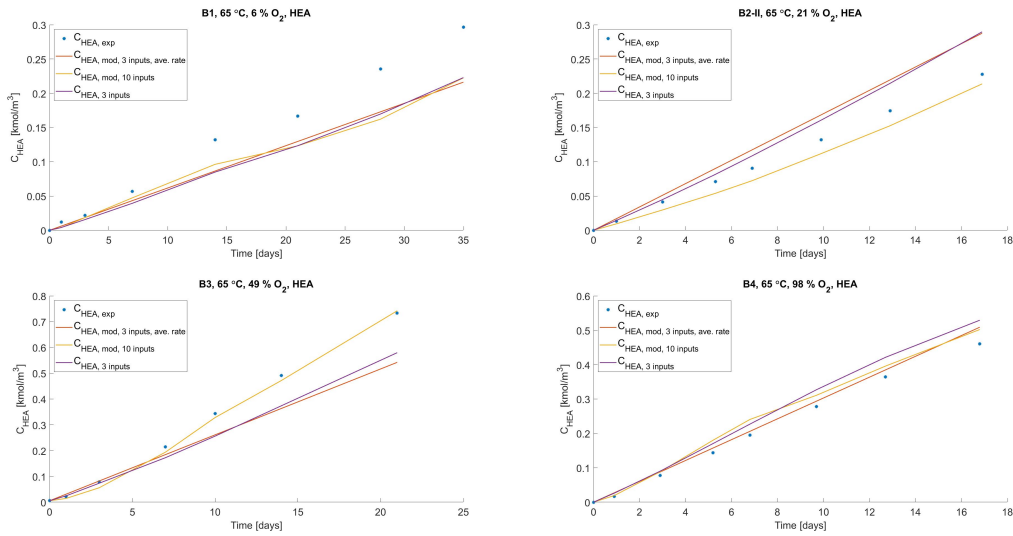 B1, 65 °C, 6 % O2, HEA
CHEA, exp
CHEA, mod, 3 inputs, ave. rate
CHEA, mod, 10 inputs
CHEA, 3 inputs
CHEA [kmol/m3]
0.3
0.25
0.2
0.15
0.1
0.05
0
0 5 10 15 20 25 30 35
Time [days]
B2-II, 65 °C, 21 % O2, HEA
CHEA, exp
CHEA, mod, 3 inputs, ave. rate
CHEA, mod, 10 inputs
CHEA, 3 inputs
CHEA [kmol/m3]
0.3
0.25
0.2
0.15
0.1
0.05
0
0 2 4 6 8 10 12 14 16 18
Time [days]
B3, 65 °C, 49 % O2, HEA
CHEA, exp
CHEA, mod, 3 inputs, ave. rate
CHEA, mod, 10 inputs
CHEA, 3 inputs
CHEA [kmol/m3]
0.8
0.7
0.6
0.5
0.4
0.3
0.2
0.1
0
0 5 10 15 20 25
Time [days]
B4, 65 °C, 98 % O2, HEA
CHEA, exp
CHEA, mod, 3 inputs, ave. rate
CHEA, mod, 10 inputs
CHEA, 3 inputs
CHEA [kmol/m3]
0.6
0.5
0.4
0.3
0.2
0.1
0
0 2 4 6 8 10 12 14 16 18
Time [days]